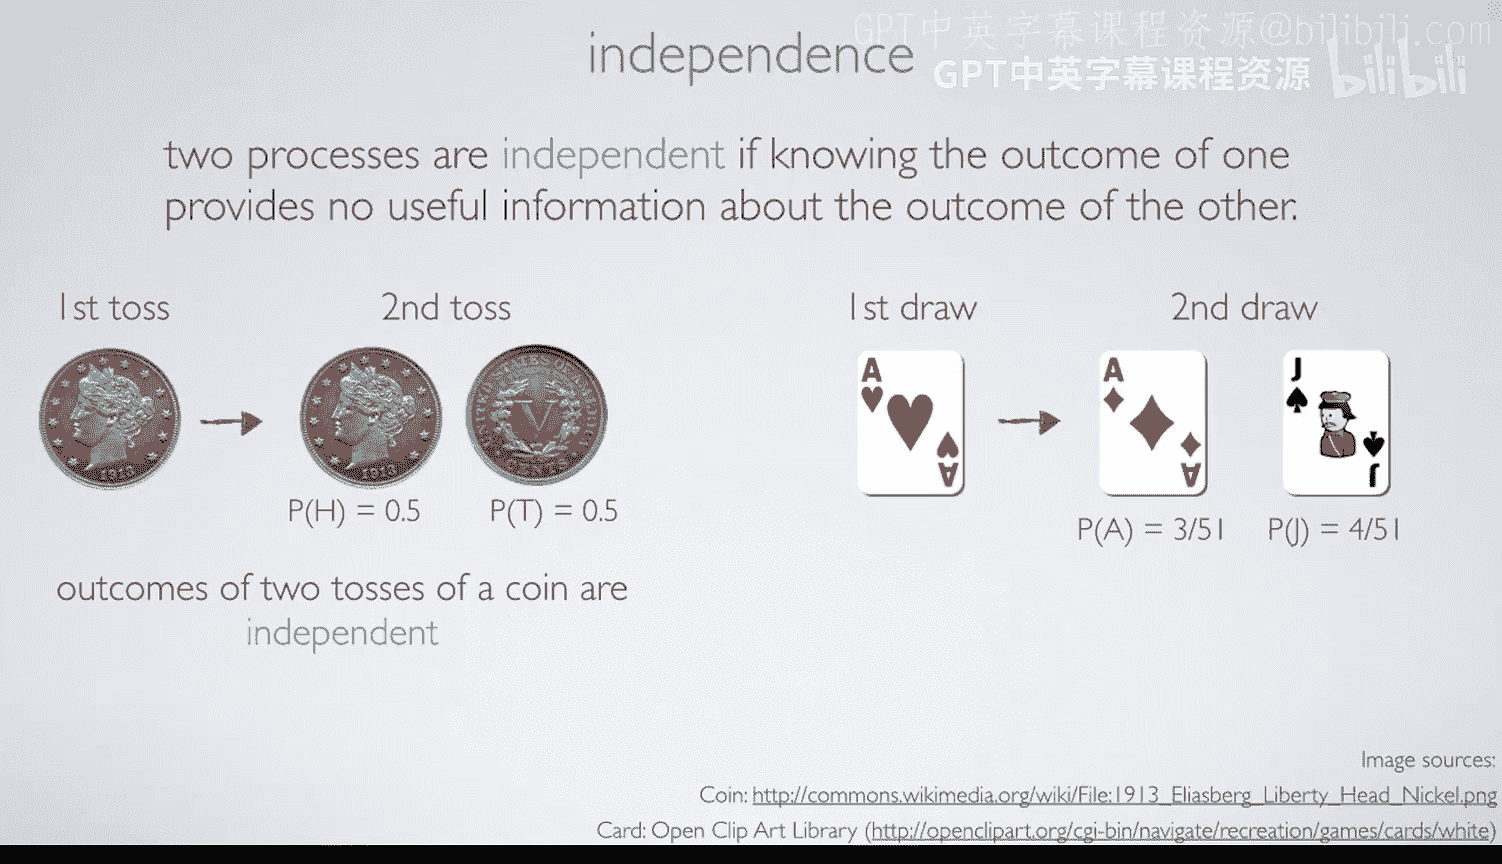 GPT中英字幕课程资源@bilibili.com
independence
GPT中英字幕课程资源 bilibili
two processes are independent if knowing the outcome of one
provides no useful information about the outcome of the other.
1st toss
2nd toss
P(H) = 0.5
P(T) = 0.5
outcomes of two tosses of a coin are
independent
1st draw
2nd draw
A
A
A
A
J
J
P(A) = 3/51
P(J) = 4/51
Image sources:
Coin: http://commons.wikimedia.org/wiki/File:1913_Eliasberg_Liberty_Head_Nickel.png
Card: Open Clip Art Library (http://openclipart.org/cgi-bin/navigate/recreation/games/cards/white)